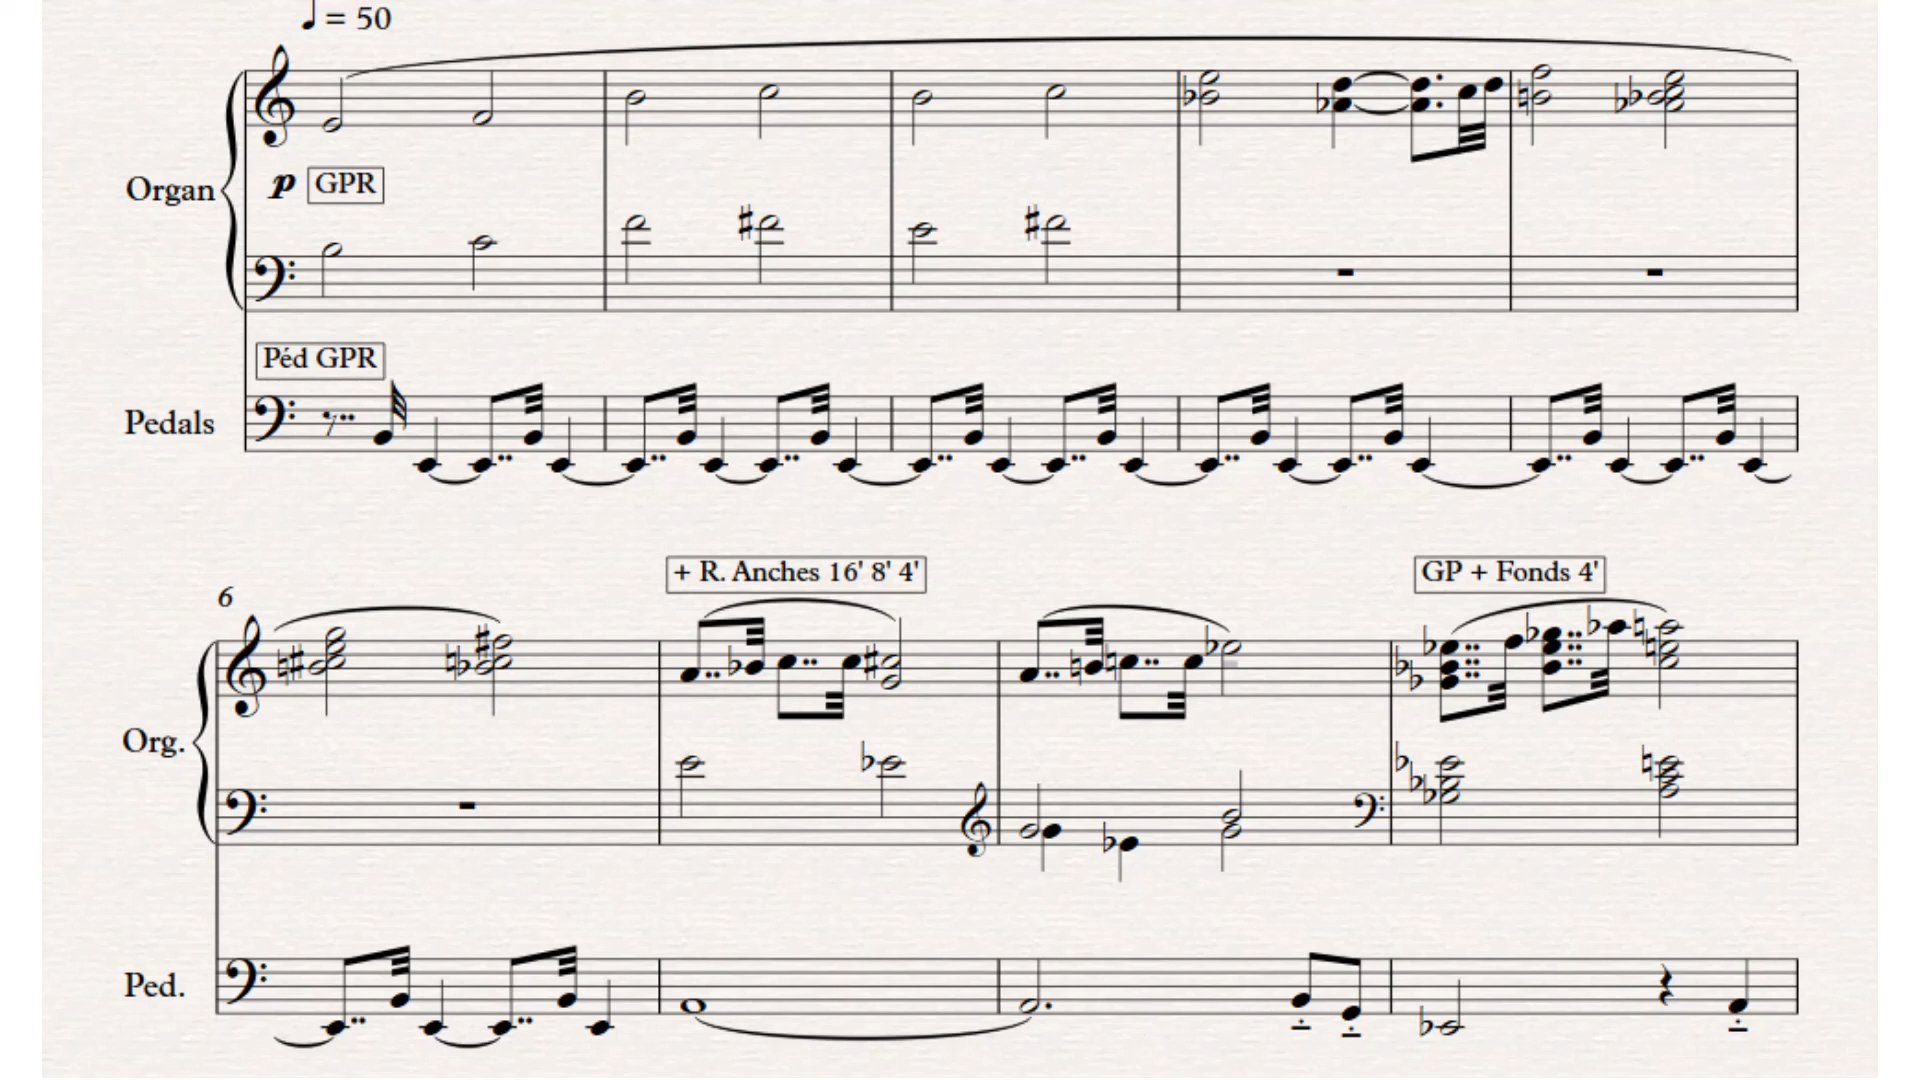 ♩ = 50
Organ
p GPR
Péd GPR
Pedals
6
+ R. Anches 16' 8' 4'
GP + Fonds 4'
Org.
Ped.